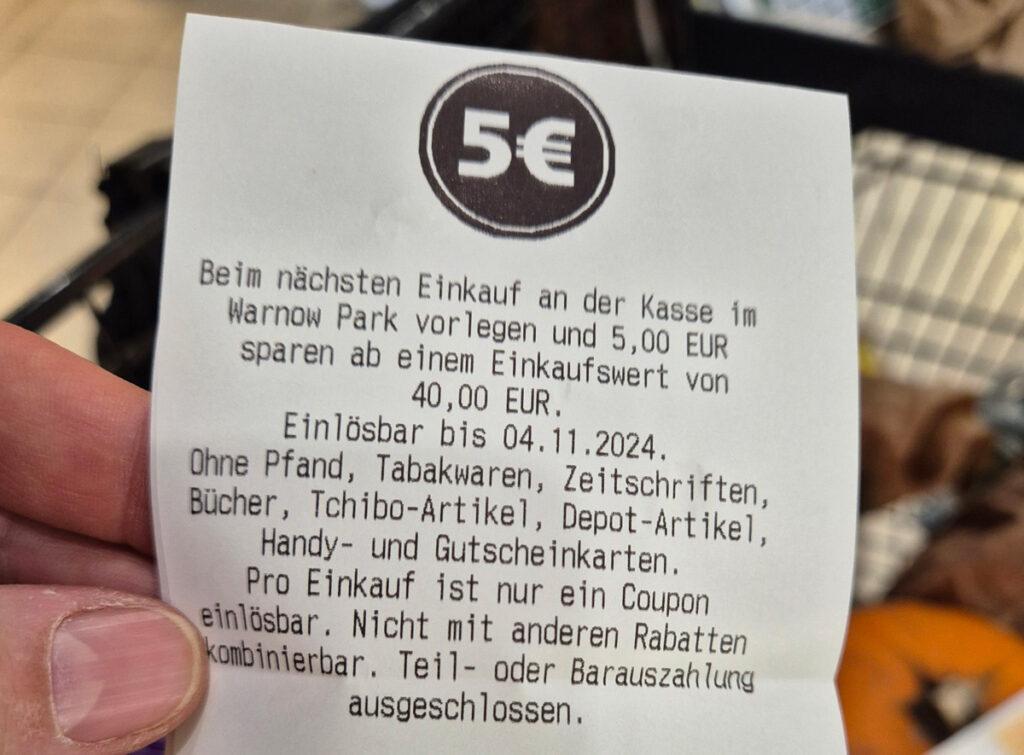 5€
Beim nächsten Einkauf an der Kasse im
Warnow Park vorlegen und 5,00 EUR
sparen ab einem Einkaufswert von
40,00 EUR.
Einlösbar bis 04.11.2024.
Ohne Pfand, Tabakwaren, Zeitschriften,
Bücher, Tchibo-Artikel, Depot-Artikel,
Handy- und Gutscheinkarten.
Pro Einkauf ist nur ein Coupon
einlösbar. Nicht mit anderen Rabatten
kombinierbar. Teil- oder Barauszahlung
ausgeschlossen.